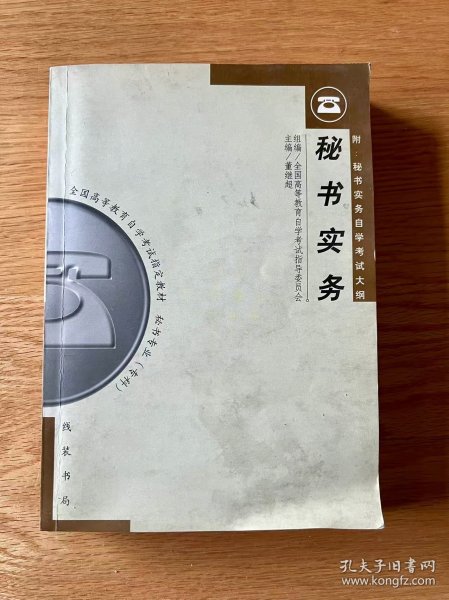 附：秘书实务自学考试大纲
秘书实务
组编/全国高等教育自学考试指导委员会
主编/董继超
全国高等教育自学考试指定教材 秘书专业（专科）
线装书局
孔夫子旧书网
www.kongfz.com